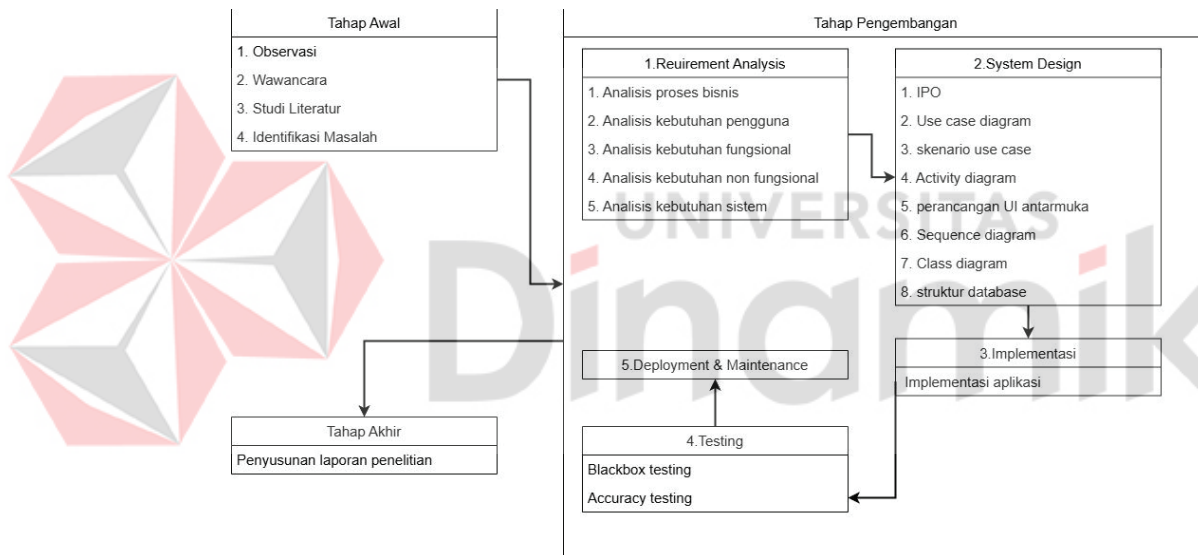 Tahap Awal
1. Observasi
2. Wawancara
3. Studi Literatur
4. Identifikasi Masalah
Tahap Pengembangan
1.Reuirement Analysis
1. Analisis proses bisnis
2. Analisis kebutuhan pengguna
3. Analisis kebutuhan fungsional
4. Analisis kebutuhan non fungsional
5. Analisis kebutuhan sistem
2.System Design
1. IPO
2. Use case diagram
3. skenario use case
4. Activity diagram
5. perancangan UI antarmuka
6. Sequence diagram
7. Class diagram
8. struktur database
3.Implementasi
Implementasi aplikasi
4.Testing
Blackbox testing
Accuracy testing
5.Deployment & Maintenance
Tahap Akhir
Penyusunan laporan penelitian
UNIVERSITAS
Dinamik